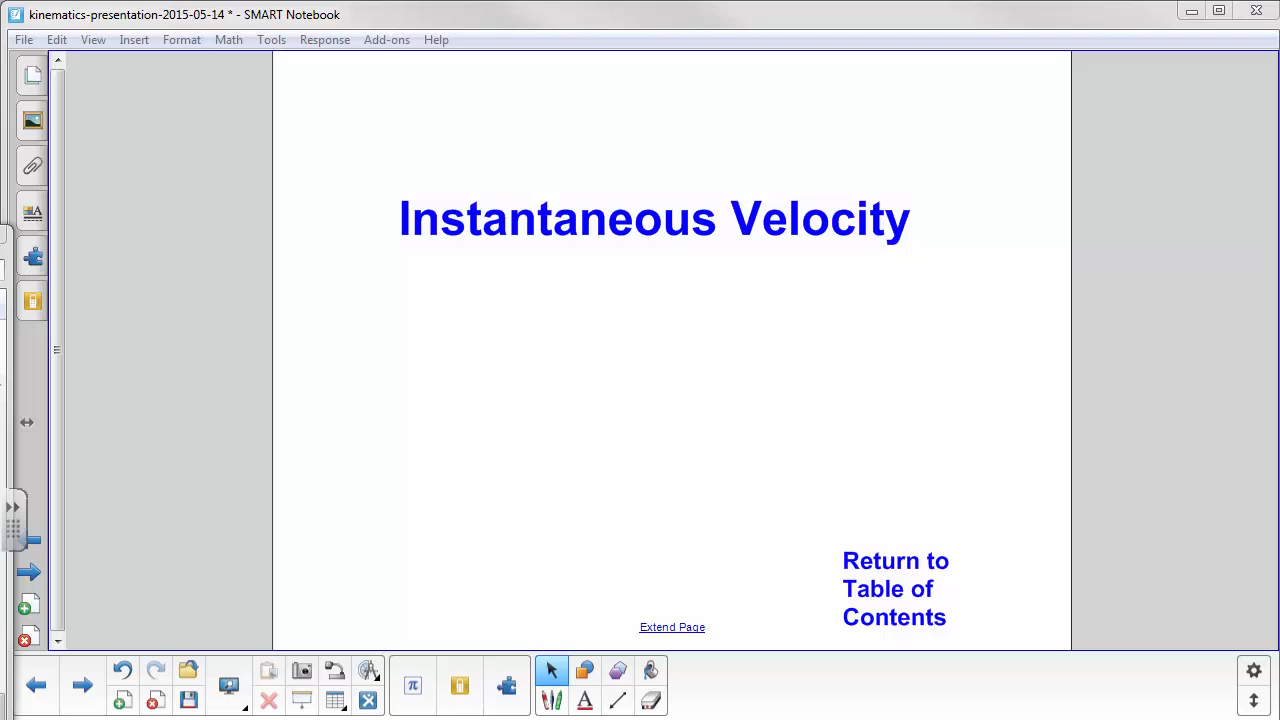 kinematics-presentation-2015-05-14 * - SMART Notebook
File Edit View Insert Format Math Tools Response Add-ons Help
Instantaneous Velocity
Return to
Table of
Contents
Extend Page
π
A